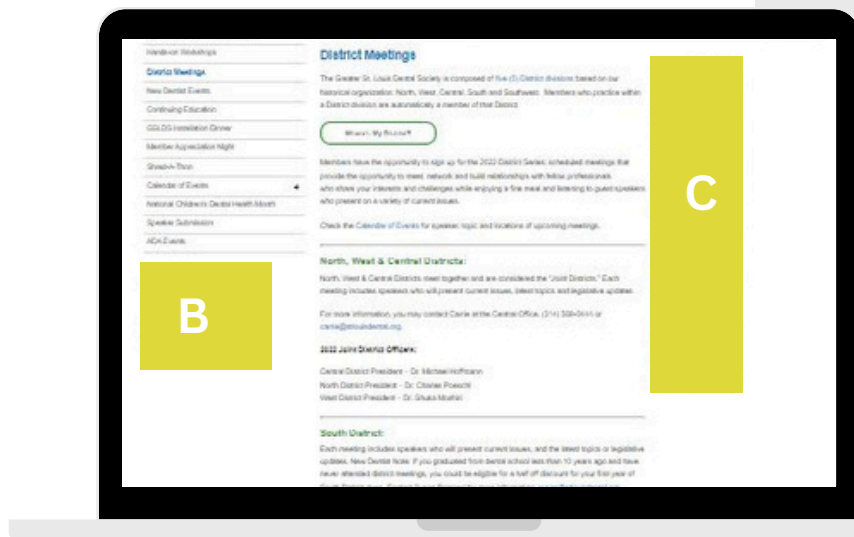 Hands-on Workshops
District Meetings
New Dentist Events
Continuing Education
GSLDS Installation Dinner
Member Appreciation Night
Shred-A-Thon
Calendar of Events
National Children's Dental Health Month
Speaker Submission
ADA Events
B
District Meetings
The Greater St. Louis Dental Society is composed of five (5) District divisions based on our
historical organization: North, West, Central, South and Southwest. Members who practice within
a District division are automatically a member of that District.
What is My District?
Members have the opportunity to sign up for the 2022 District Series; scheduled meetings that
provide the opportunity to meet, network and build relationships with fellow professionals
who share your interests and challenges while enjoying a fine meal and listening to guest speakers
who present on a variety of current issues.
Check the Calendar of Events for speaker, topic and locations of upcoming meetings.
North, West & Central Districts:
North, West & Central Districts meet together and are considered the "Joint Districts." Each
meeting includes speakers who will present current issues, latest topics and legislative updates.
For more information, you may contact Carrie at the Central Office, (314)
2022 Joint District Officers:
Central District President - Dr. Michael Hoffmann
North District President - Dr. Charles Poeschl
West District President - Dr.
South District:
Each meeting includes speakers who will present current issues, and the latest topics or legislative
updates. New Dentist Note: If you graduated from dental school less than 10 years ago and have
never attended district meetings, you could be eligible for a half off discount for your first year of
C